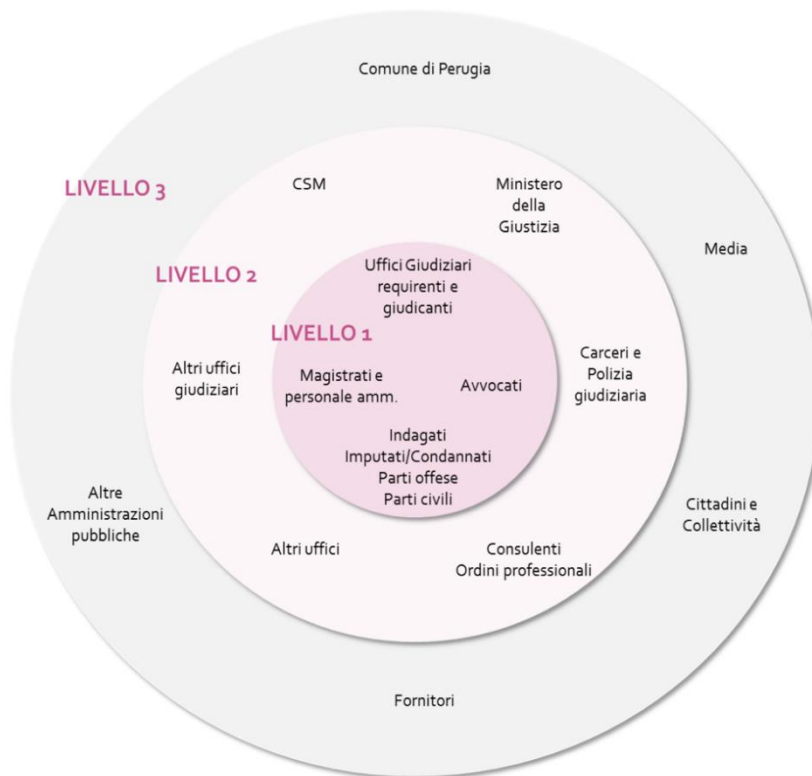 Comune di Perugia
LIVELLO 3
CSM
Ministero
della
Giustizia
Media
LIVELLO 2
Uffici Giudiziari
requirenti e
giudicanti
LIVELLO 1
Altri uffici
giudiziari
Magistrati e
personale amm.
Avvocati
Carceri e
Polizia
giudiziaria
Indagati
Imputati/Condannati
Parti offese
Parti civili
Altre
Amministrazioni
pubbliche
Cittadini e
Collettività
Altri uffici
Consulenti
Ordini professionali
Fornitori